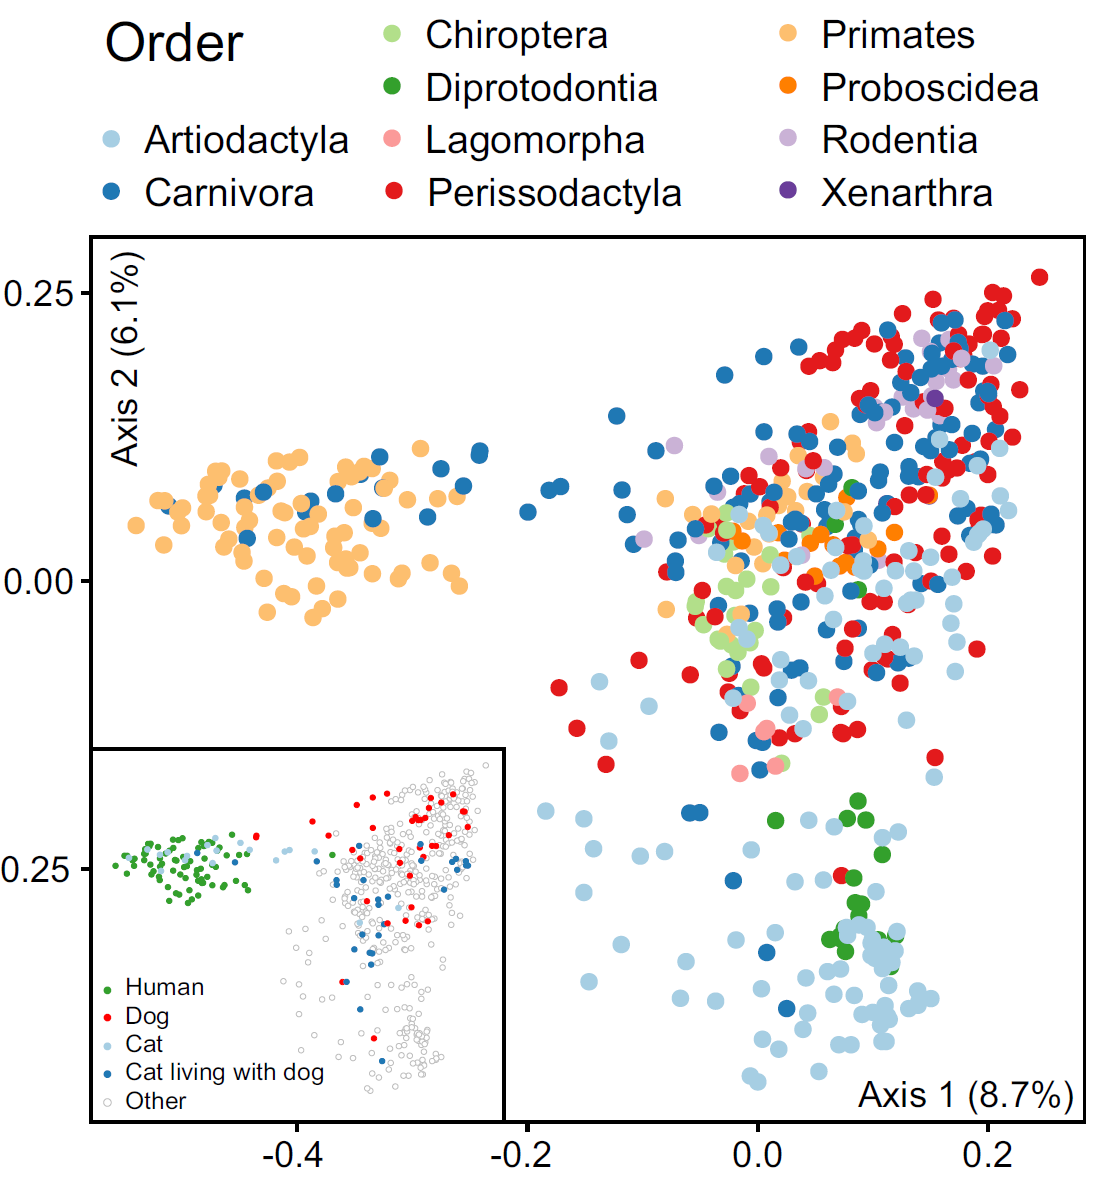 Order
Chiroptera
Primates
Diprotodontia
Proboscidea
Artiodactyla
Lagomorpha
Rodentia
Carnivora
Perissodactyla
Xenarthra
0.25
0.00
0.25
Axis 2 (6.1%)
Human
Dog
Cat
Cat living with dog
Other
Axis 1 (8.7%)
-0.4
-0.2
0.0
0.2